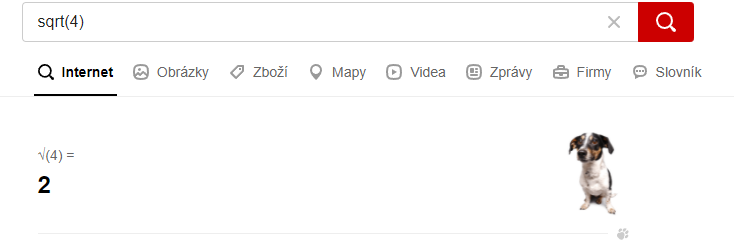 sqrt(4)
Internet Obrázky Zboží Mapy Videa Zprávy Firmy Slovník
√(4) =
2